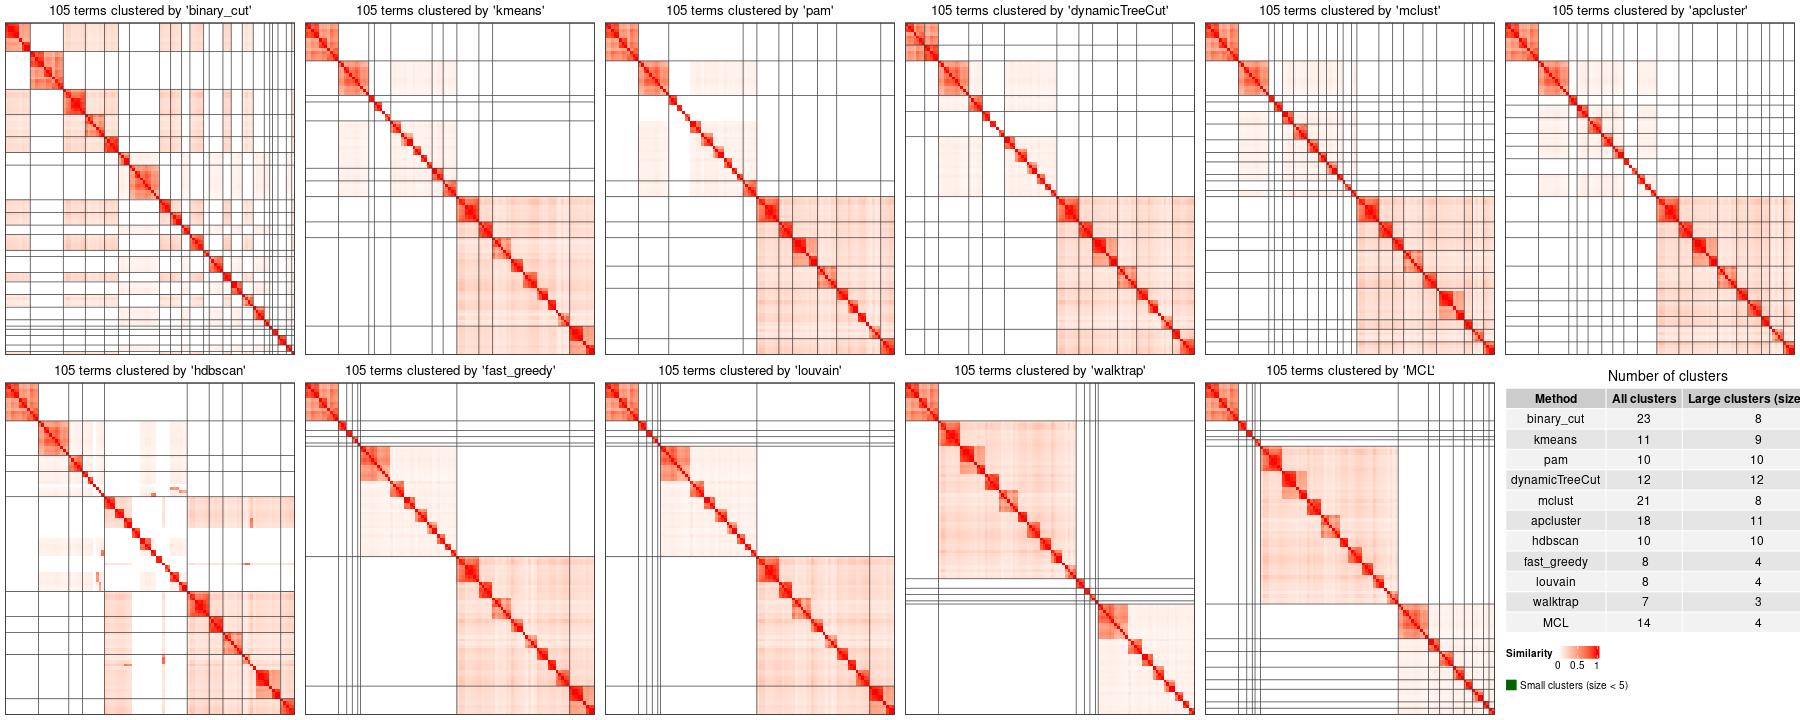 105 terms clustered by 'binary_cut'
105 terms clustered by 'kmeans'
105 terms clustered by 'pam'
105 terms clustered by 'dynamicTreeCut'
105 terms clustered by 'mclust'
105 terms clustered by 'apcluster'
105 terms clustered by 'hdbscan'
105 terms clustered by 'fast_greedy'
105 terms clustered by 'louvain'
105 terms clustered by 'walktrap'
105 terms clustered by 'MCL'
Number of clusters
Method All clusters Large clusters (size
binary_cut 23 8
kmeans 11 9
pam 10 10
dynamicTreeCut 12 12
mclust 21 8
apcluster 18 11
hdbscan 10 10
fast_greedy 8 4
louvain 8 4
walktrap 7 3
MCL 14 4
Similarity
0 0.5 1
Small clusters (size < 5)